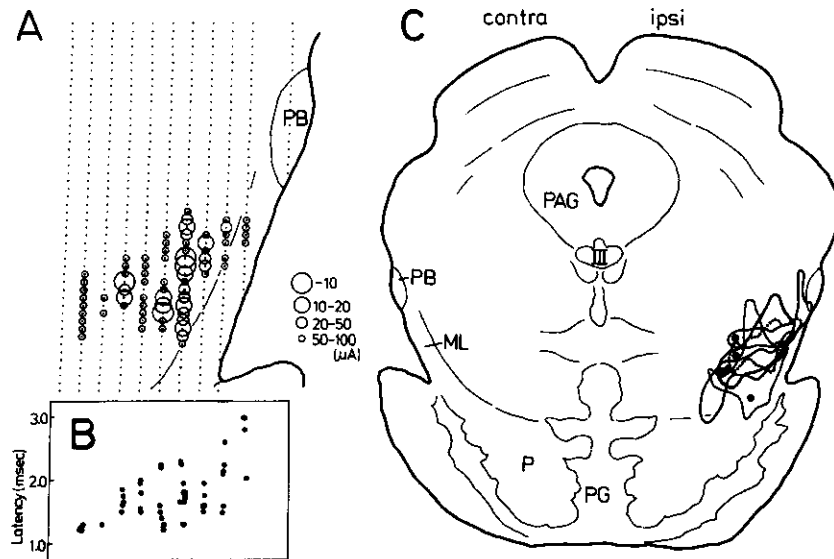 A
PB
-10
10-20
20-50
50-100
(μA)
B
Latency (msec)
3.0
2.0
1.0
C
contra ipsi
PAG
III
PB
ML
P
PG